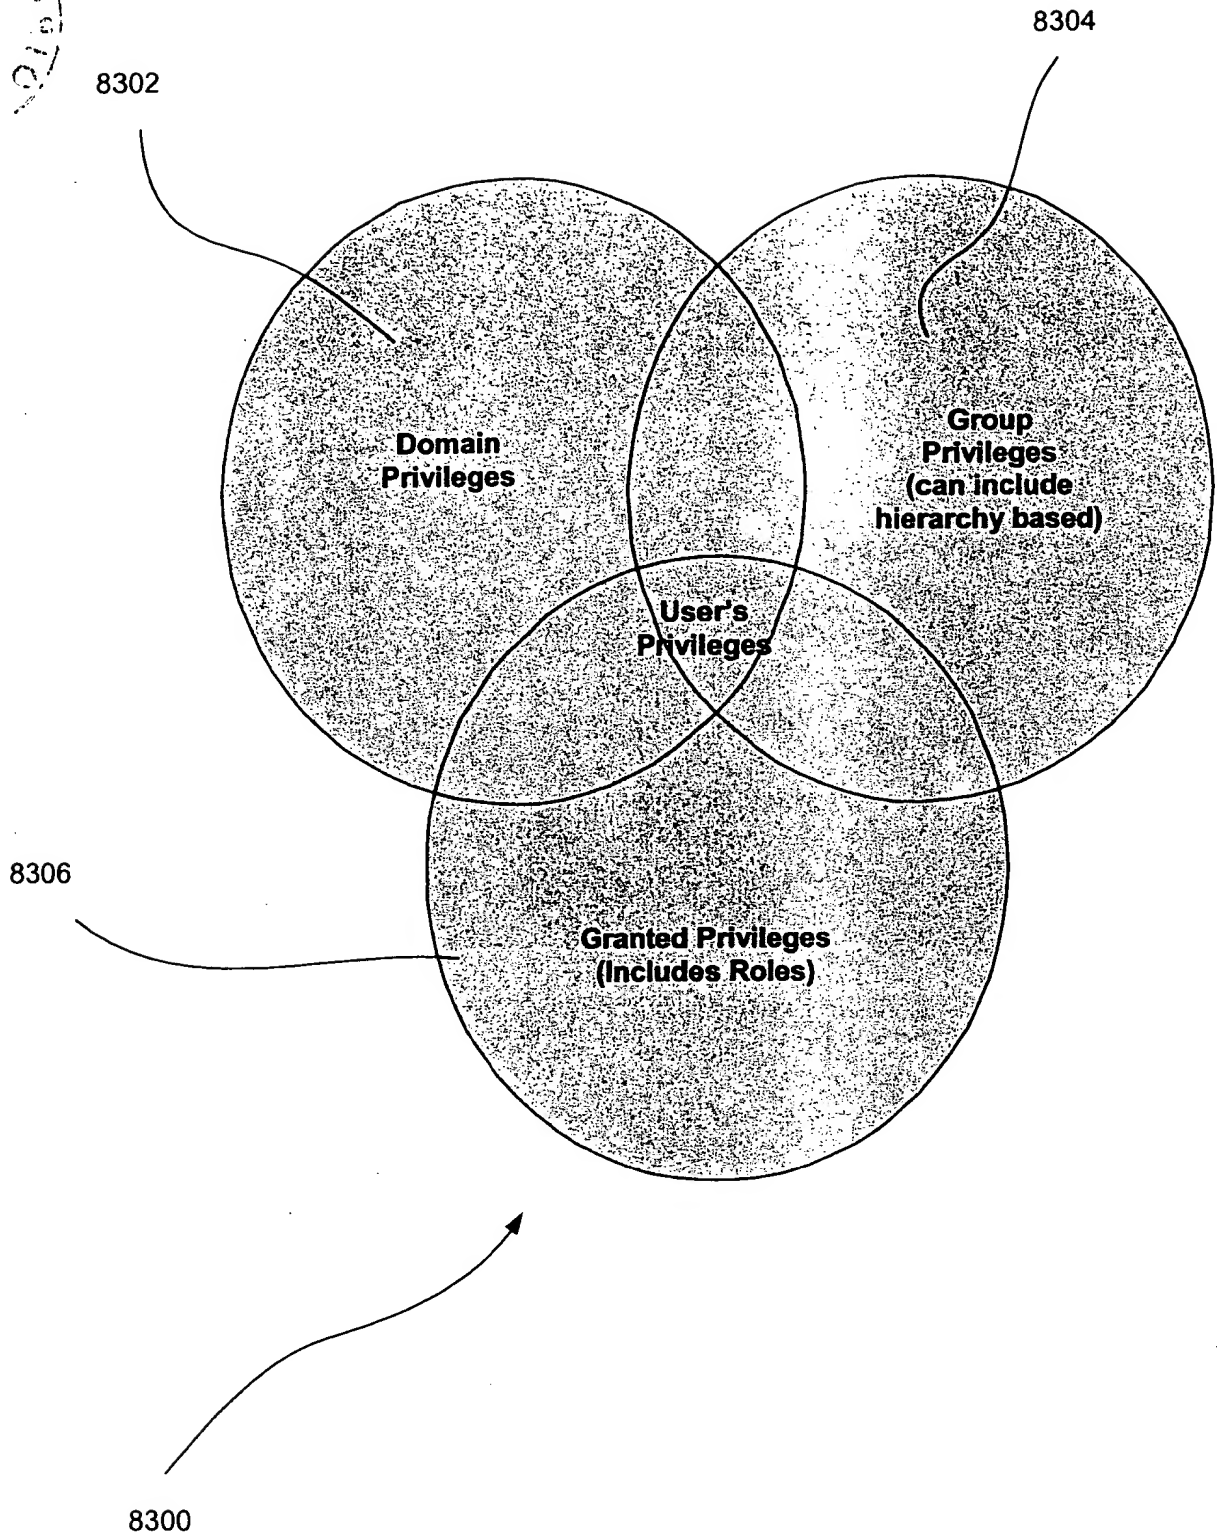 8304
8302
Domain
Privileges
Group
Privileges
(can include
hierarchy based)
User's
Privileges
8306
Granted Privileges
(Includes Roles)
8300